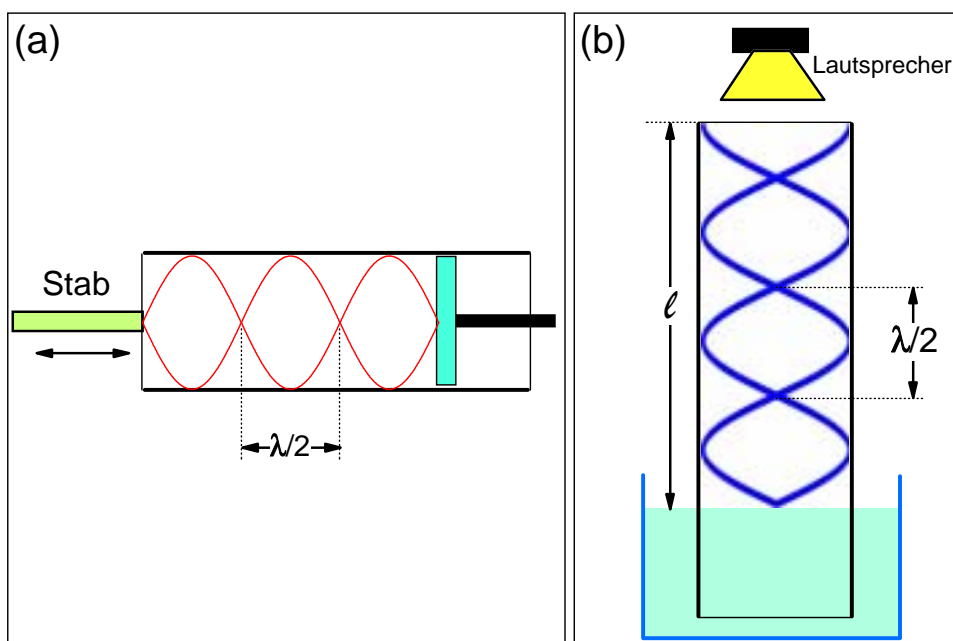 (a)
Stab
λ/2
(b)
Lautsprecher
ℓ
λ/2